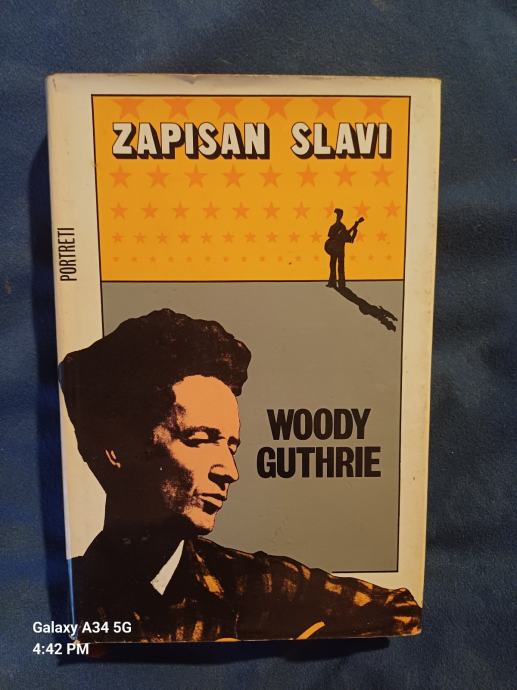 ZAPISAN SLAVI
PORTRETI
WOODY
GUTHRIE
Galaxy A34 5G
4:42 PM